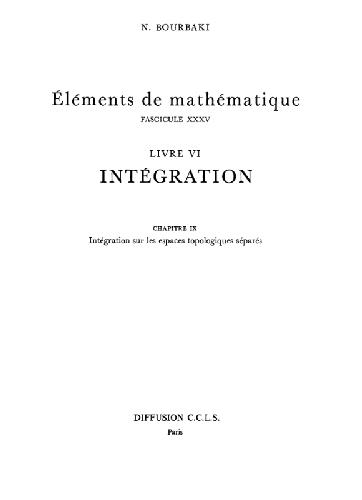 N. BOURBAKI
Éléments de mathématique
FASCICULE XXXV
LIVRE VI
INTÉGRATION
CHAPITRE IX
Intégration sur les espaces topologiques séparés
DIFFUSION C.C.L.S.
Paris